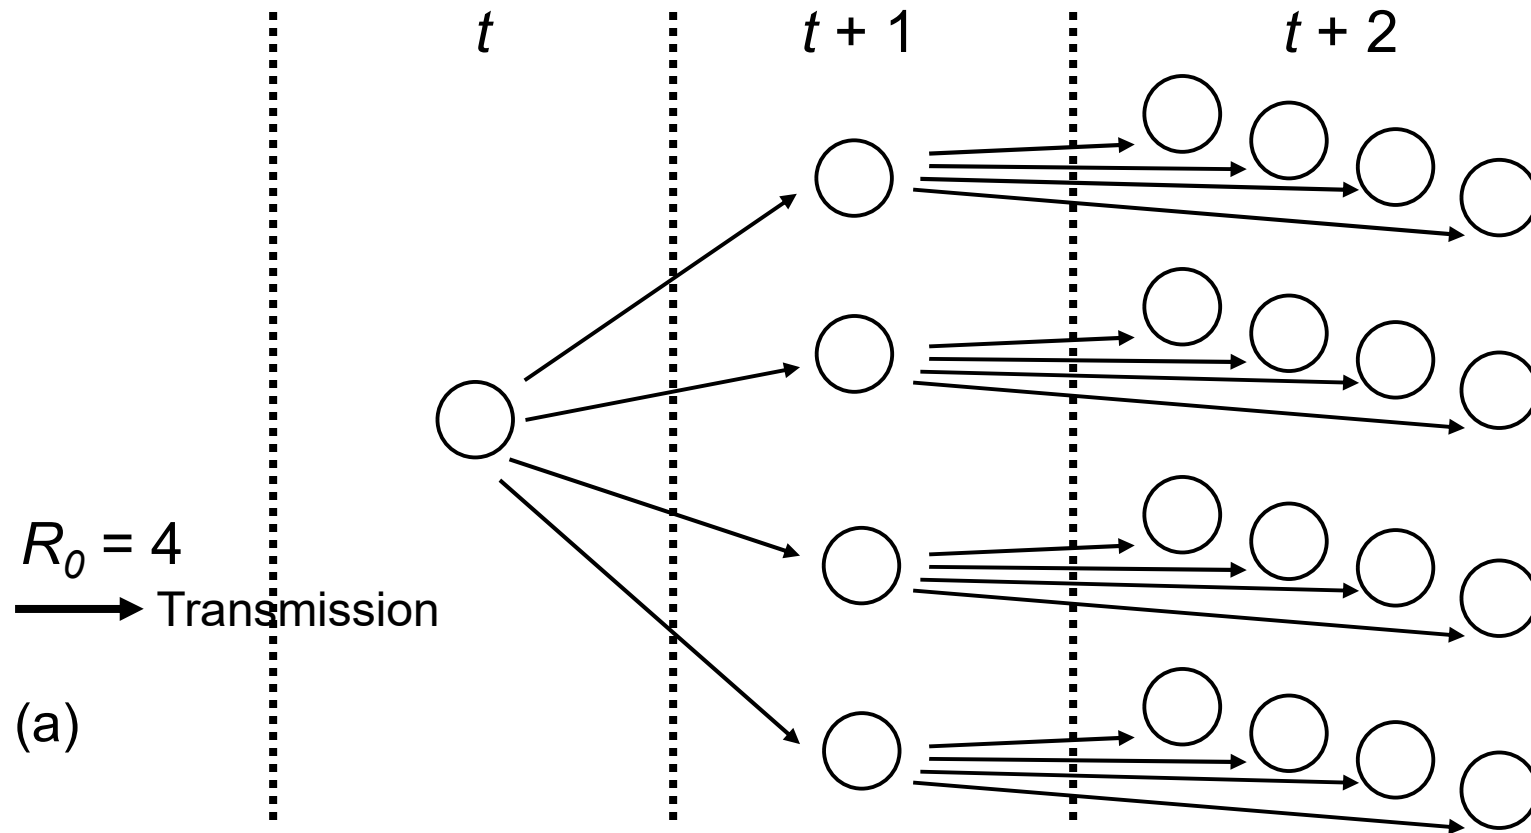 t
t + 1
t + 2
R0 = 4
Transmission
(a)